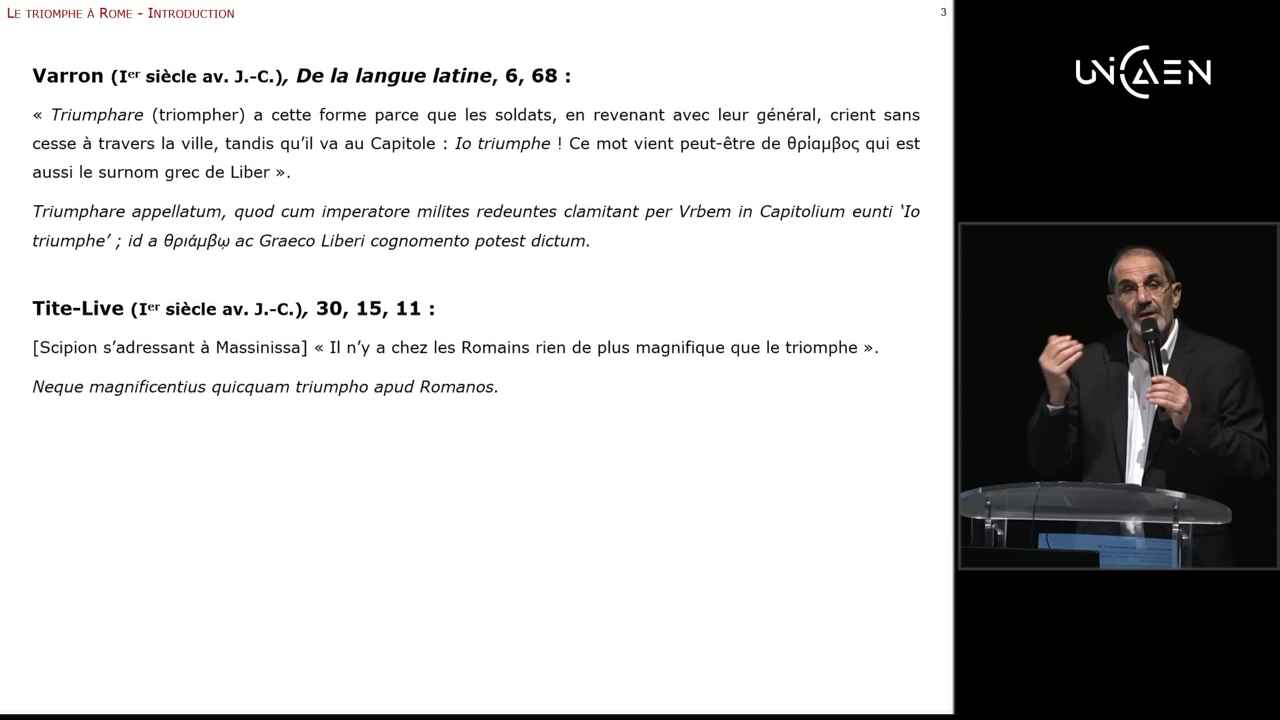 Le triomphe à Rome - Introduction
3
Varron (Ier siècle av. J.-C.), De la langue latine, 6, 68 :
« Triumphare (triompher) a cette forme parce que les soldats, en revenant avec leur général, crient sans
cesse à travers la ville, tandis qu’il va au Capitole : Io triumphe ! Ce mot vient peut-être de θρίαμβος qui est
aussi le surnom grec de Liber ».
Triumphare appellatum, quod cum imperatore milites redeuntes clamitant per Vrbem in Capitolium eunti ‘Io
triumphe’ ; id a θριάμβῳ ac Graeco Liberi cognomento potest dictum.
Tite-Live (Ier siècle av. J.-C.), 30, 15, 11 :
[Scipion s’adressant à Massinissa] « Il n’y a chez les Romains rien de plus magnifique que le triomphe ».
Neque magnificentius quicquam triumpho apud Romanos.
UNICAEN